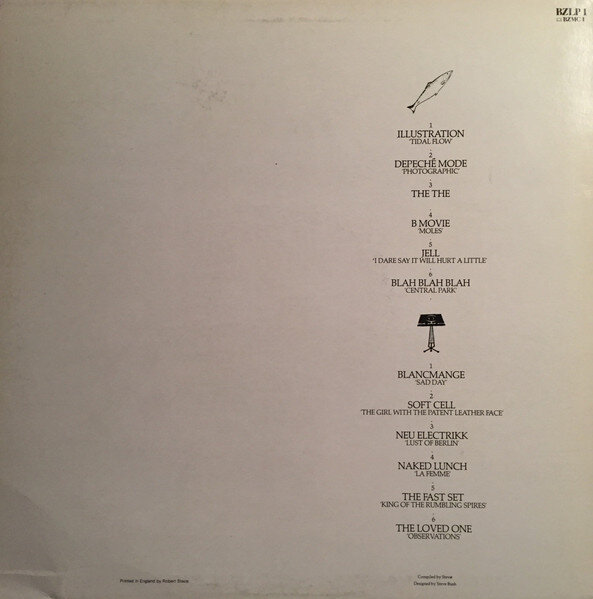 BZLP 1
BZMC 1
1
ILLUSTRATION
'TIDAL FLOW'
2
DEPECHÉ MODE
'PHOTOGRAPHIC'
3
THE THE
4
B MOVIE
'MOLES'
5
JELL
'I DARE SAY IT WILL HURT A LITTLE'
6
BLAH BLAH BLAH
'CENTRAL PARK'
1
BLANCMANGE
'SAD DAY'
2
SOFT CELL
'THE GIRL WITH THE PATENT LEATHER FACE'
3
NEU ELECTRIKK
'LUST OF BERLIN'
4
NAKED LUNCH
'LA FEMME'
5
THE FAST SET
'KING OF THE RUMBLING SPIRES'
6
THE LOVED ONE
'OBSERVATIONS'
Printed in England by Robert Stace
Compiled by Stevo
Designed by Steve Bush